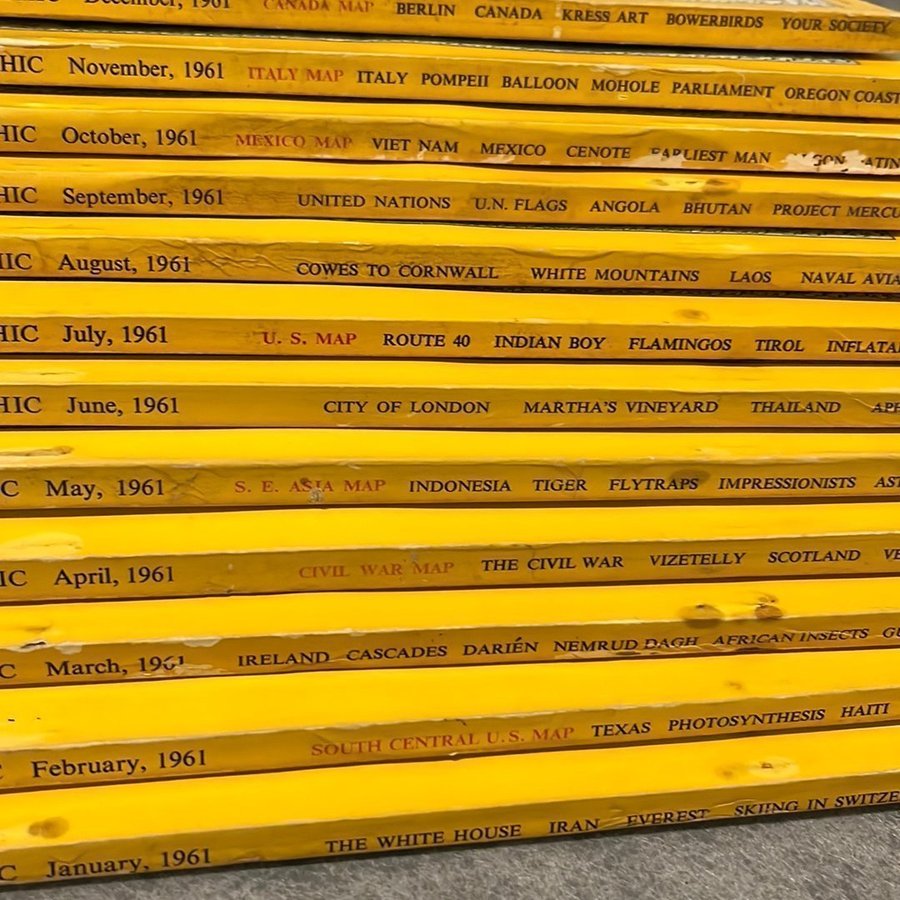 December, 1961 CANADA MAP BERLIN CANADA KRESS ART BOWERBIRDS YOUR SOCIETY
HIC November, 1961 ITALY MAP ITALY POMPEII BALLOON MOHOLE PARLIAMENT OREGON COAST
HIC October, 1961 MEXICO MAP VIET NAM MEXICO CENOTE EARLIEST MAN
HIC September, 1961 UNITED NATIONS U.N. FLAGS ANGOLA BHUTAN PROJECT MERCU
HIC August, 1961 COWES TO CORNWALL WHITE MOUNTAINS LAOS NAVAL AVIA
HIC July, 1961 U. S. MAP ROUTE 40 INDIAN BOY FLAMINGOS TIROL INFLATA
HIC June, 1961 CITY OF LONDON MARTHA'S VINEYARD THAILAND
C May, 1961 S. E. ASIA MAP INDONESIA TIGER FLYTRAPS IMPRESSIONISTS AST
IC April, 1961 CIVIL WAR MAP THE CIVIL WAR VIZETELLY SCOTLAND VE
C March, 1961 IRELAND CASCADES DARIÉN NEMRUD DAGH AFRICAN INSECTS GU
February, 1961 SOUTH CENTRAL U.S. MAP TEXAS PHOTOSYNTHESIS HAITI
C January, 1961 THE WHITE HOUSE IRAN EVEREST SKIING IN SWITZE